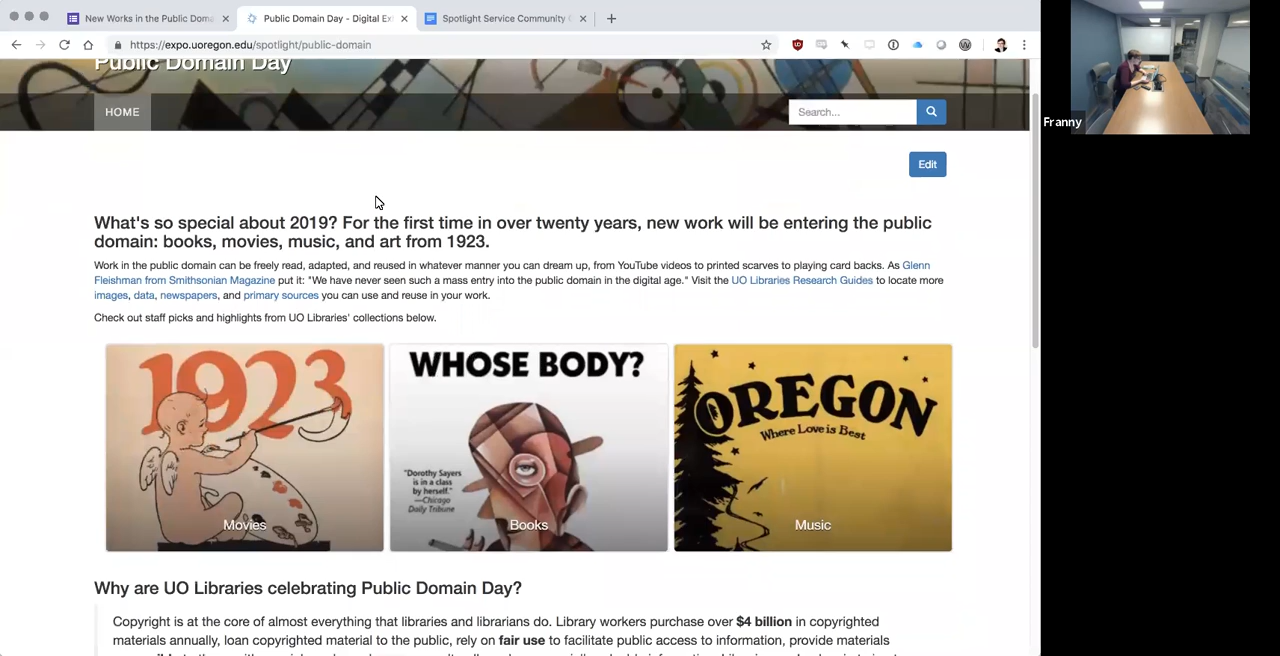 New Works in the Public Doma
Public Domain Day - Digital Ex
Spotlight Service Community
https://expo.uoregon.edu/spotlight/public-domain
Public Domain Day
HOME
Search...
Edit
What's so special about 2019? For the first time in over twenty years, new work will be entering the public
domain: books, movies, music, and art from 1923.
Work in the public domain can be freely read, adapted, and reused in whatever manner you can dream up, from YouTube videos to printed scarves to playing card backs. As Glenn
Fleishman from Smithsonian Magazine put it: "We have never seen such a mass entry into the public domain in the digital age." Visit the UO Libraries Research Guides to locate more
images, data, newspapers, and primary sources you can use and reuse in your work.
Check out staff picks and highlights from UO Libraries' collections below.
1923
Movies
WHOSE BODY?
"Dorothy Sayers
is in a class
by herself."
—Chicago
Daily Tribune
Books
OREGON
Where Love is Best
Music
Why are UO Libraries celebrating Public Domain Day?
Copyright is at the core of almost everything that libraries and librarians do. Library workers purchase over $4 billion in copyrighted
materials annually, loan copyrighted material to the public, rely on fair use to facilitate public access to information, provide materials
Franny